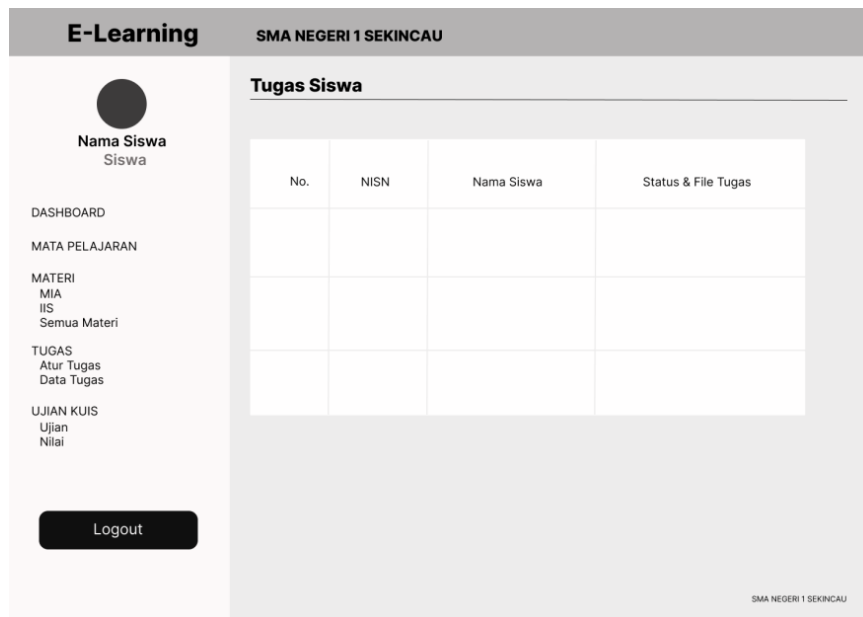 E-Learning
SMA NEGERI 1 SEKINCAU
Nama Siswa
Siswa
DASHBOARD
MATA PELAJARAN
MATERI
MIA
IIS
Semua Materi
TUGAS
Atur Tugas
Data Tugas
UJIAN KUIS
Ujian
Nilai
Logout
Tugas Siswa
No. NISN Nama Siswa Status & File Tugas
SMA NEGERI 1 SEKINCAU